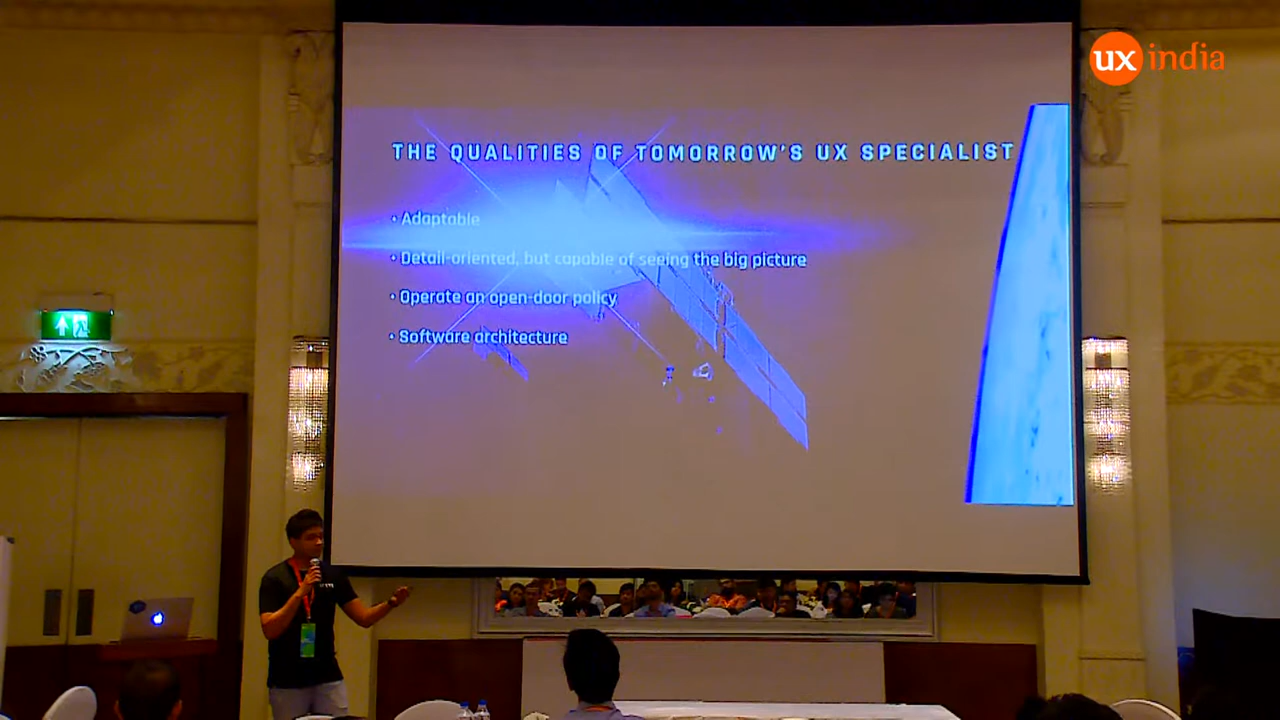 ux india
THE QUALITIES OF TOMORROW'S UX SPECIALIST
• Adaptable
• Detail-oriented, but capable of seeing the big picture
• Operate an open-door policy
• Software architecture